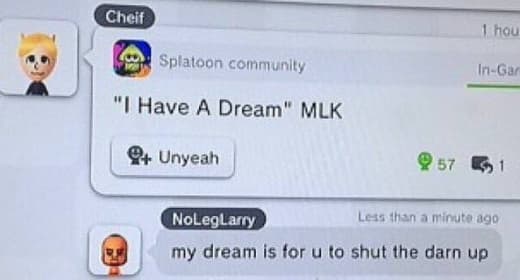 Cheif
1 hou
Splatoon community
In-Gar
"I Have A Dream" MLK
Unyeah
57
1
NoLegLarry
Less than a minute ago
my dream is for u to shut the darn up